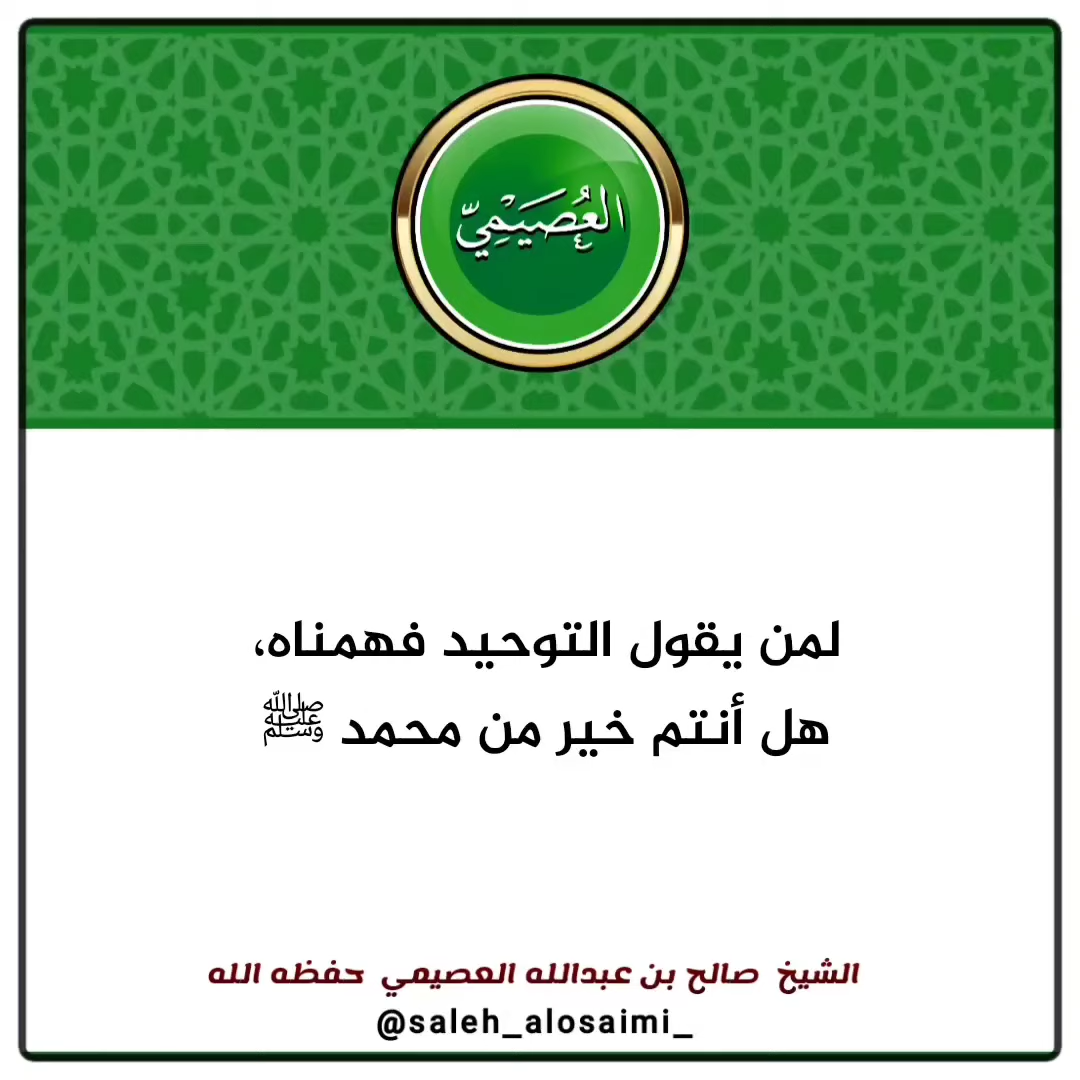 العُصَيْمِيّ
لمن يقول التوحيد فهمناه،
هل أنتم خير من محمد ﷺ
الشيخ صالح بن عبدالله العصيمي حفظه الله
@saleh_alosaimi_